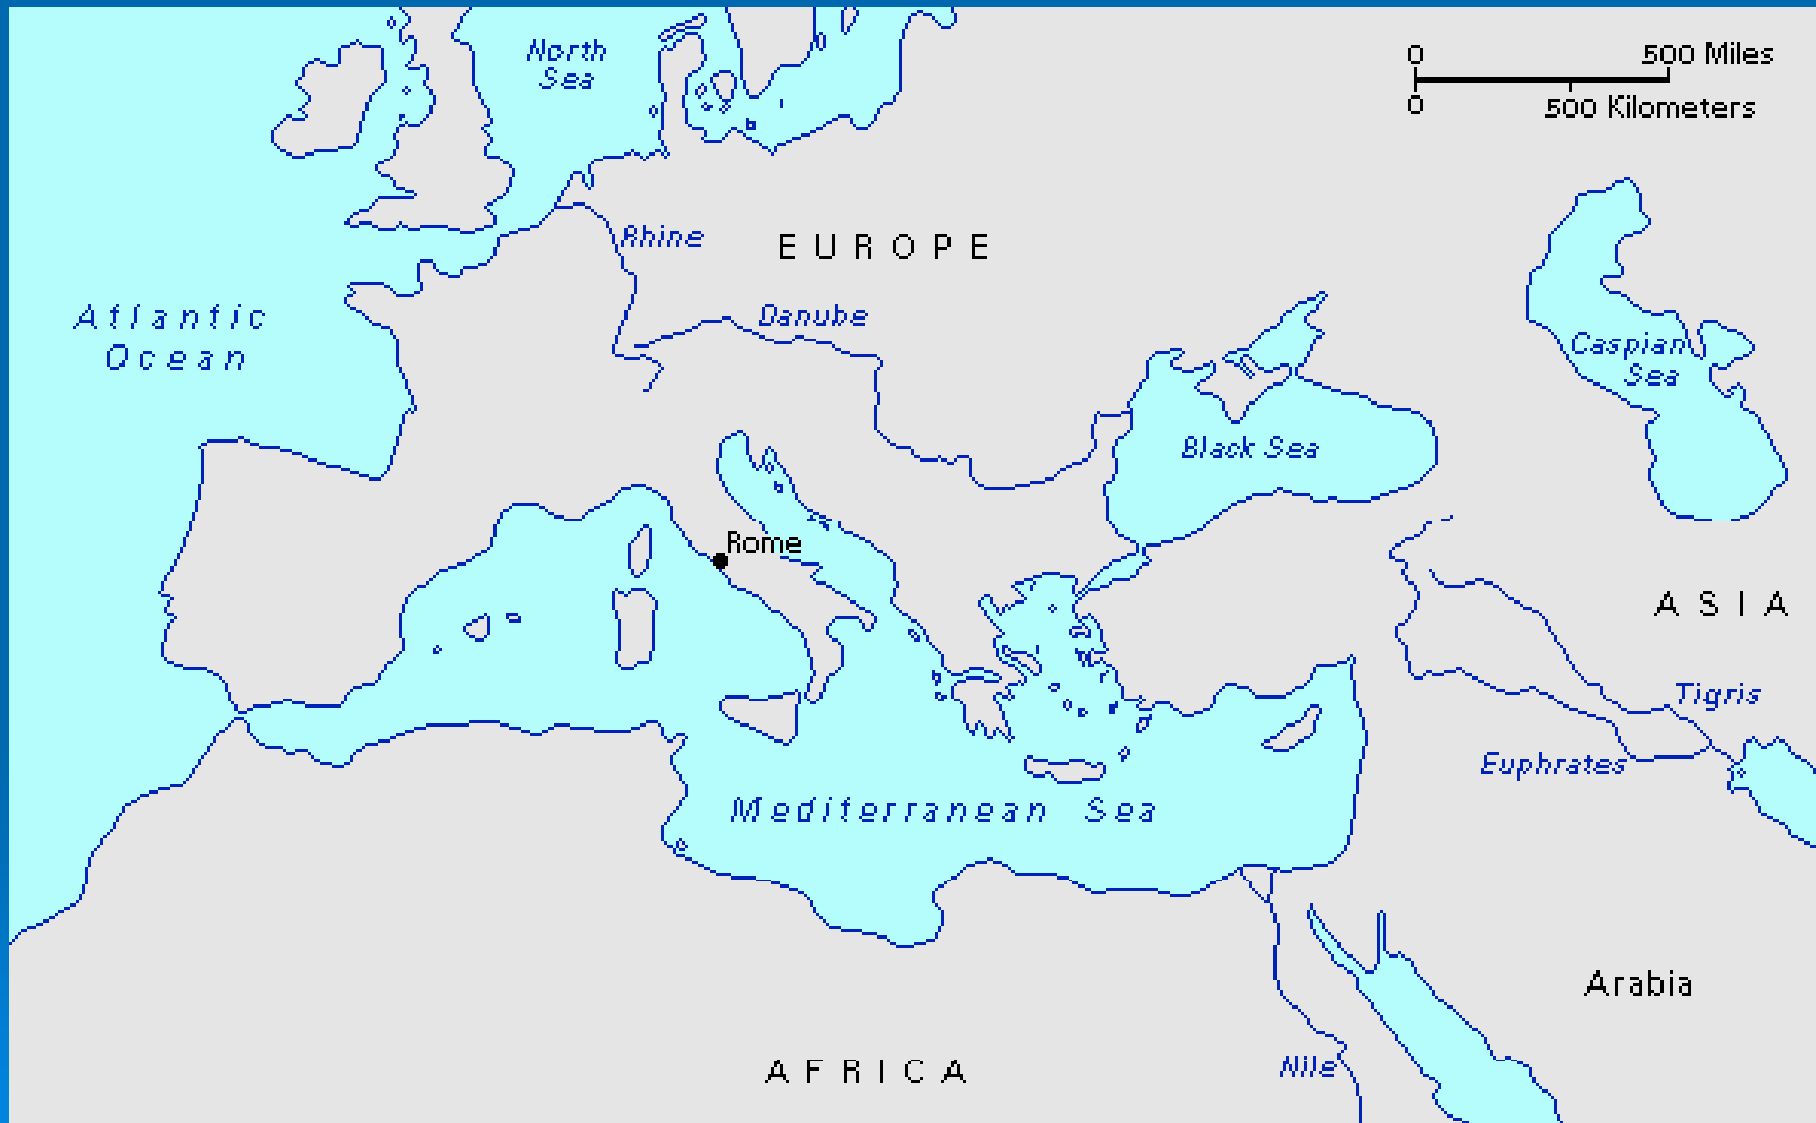 North
Sea
0
500 Miles
0
500 Kilometers
Rhine
EUROPE
Atlantic
Ocean
Danube
Caspian
Sea
Black Sea
Rome
ASIA
Tigris
Euphrates
Mediterranean Sea
Arabia
AFRICA
Nile